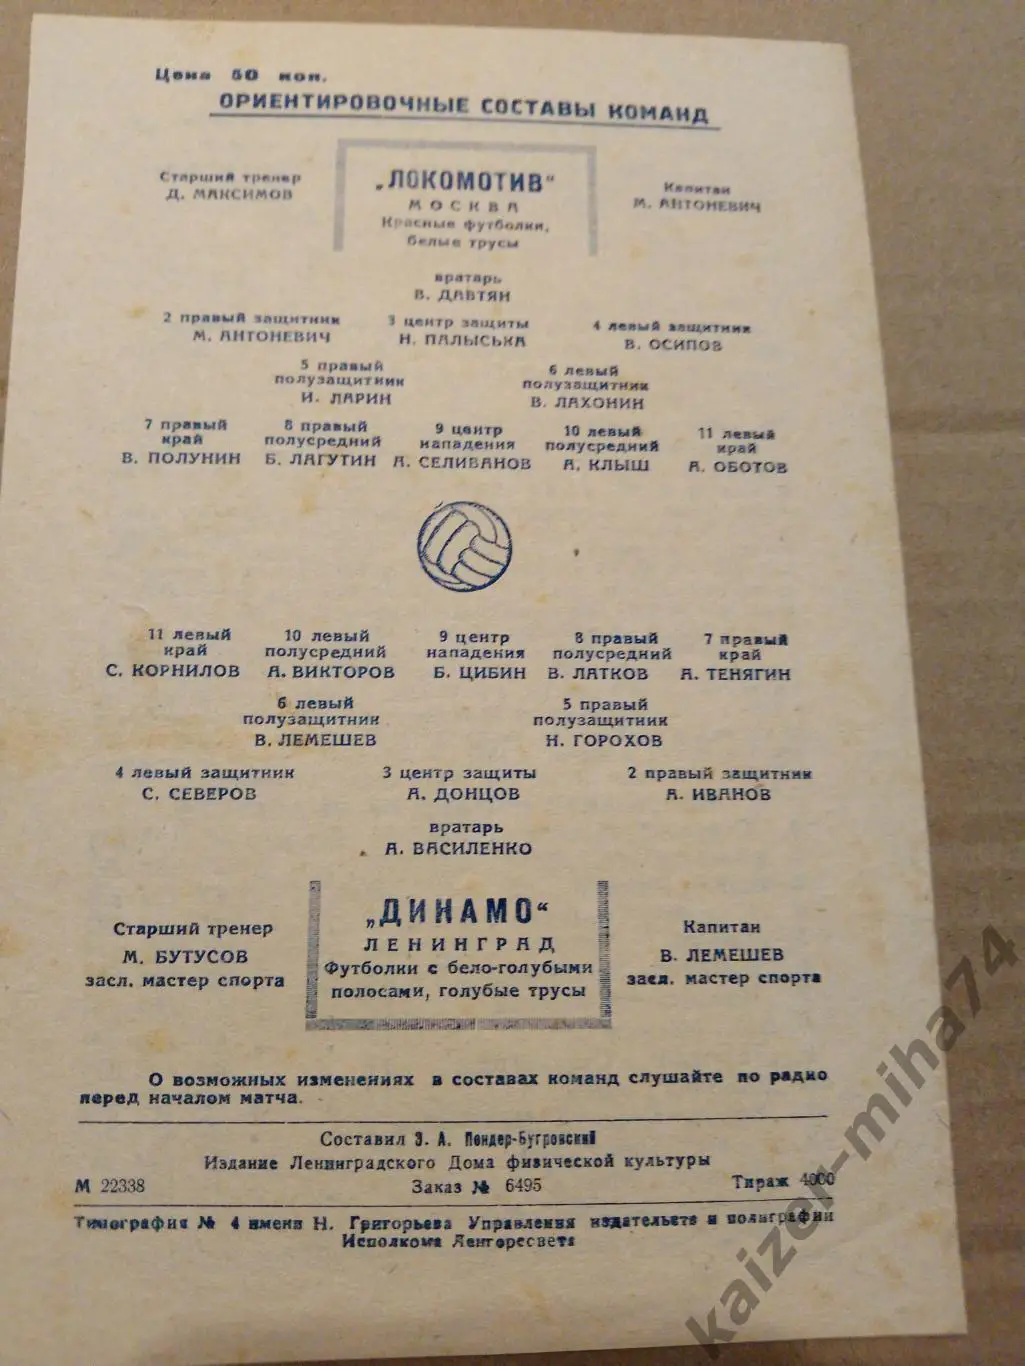 Цена 50 коп.
ОРИЕНТИРОВОЧНЫЕ СОСТАВЫ КОМАНД
Старший тренер
Д. МАКСИМОВ
„ЛОКОМОТИВ“
МОСКВА
Красные футболки,
белые трусы
Капитан
М. АНТОНЕВИЧ
вратарь
В. ДАВТЯН
2 правый защитник 3 центр защиты 4 левый защитник
М. АНТОНЕВИЧ Н. ПАЛЫСЬКА В. ОСИПОВ
5 правый 6 левый
полузащитник полузащитник
И. ЛАРИН В. ЛАХОНИН
7 правый 8 правый 9 центр 10 левый 11 левый
край полусредний нападения полусредний край
В. ПОЛУНИН Б. ЛАГУТИН А. СЕЛИВАНОВ А. КЛЫШ А. ОБОТОВ
11 левый 10 левый 9 центр 8 правый 7 правый
край полусредний нападения полусредний край
С. КОРНИЛОВ А. ВИКТОРОВ Б. ЦИБИН В. ЛАТКОВ А. ТЕНЯГИН
6 левый 5 правый
полузащитник полузащитник
В. ЛЕМЕШЕВ Н. ГОРОХОВ
4 левый защитник 3 центр защиты 2 правый защитник
С. СЕВЕРОВ А. ДОНЦОВ А. ИВАНОВ
вратарь
А. ВАСИЛЕНКО
Старший тренер
М. БУТУСОВ
засл. мастер спорта
„ДИНАМО“
ЛЕНИНГРАД
Футболки с бело-голубыми
полосами, голубые трусы
Капитан
В. ЛЕМЕШЕВ
засл. мастер спорта
О возможных изменениях в составах команд слушайте по радио
перед началом матча.
Составил Э. А. Пендер-Бугровский
Издание Ленинградского Дома физической культуры
М 22338 Заказ № 6495 Тираж 4000
Типография № 4 имени Н. Григорьева Управления издательств и полиграфии
Исполкома Ленгорсовета
kaizer-miha74